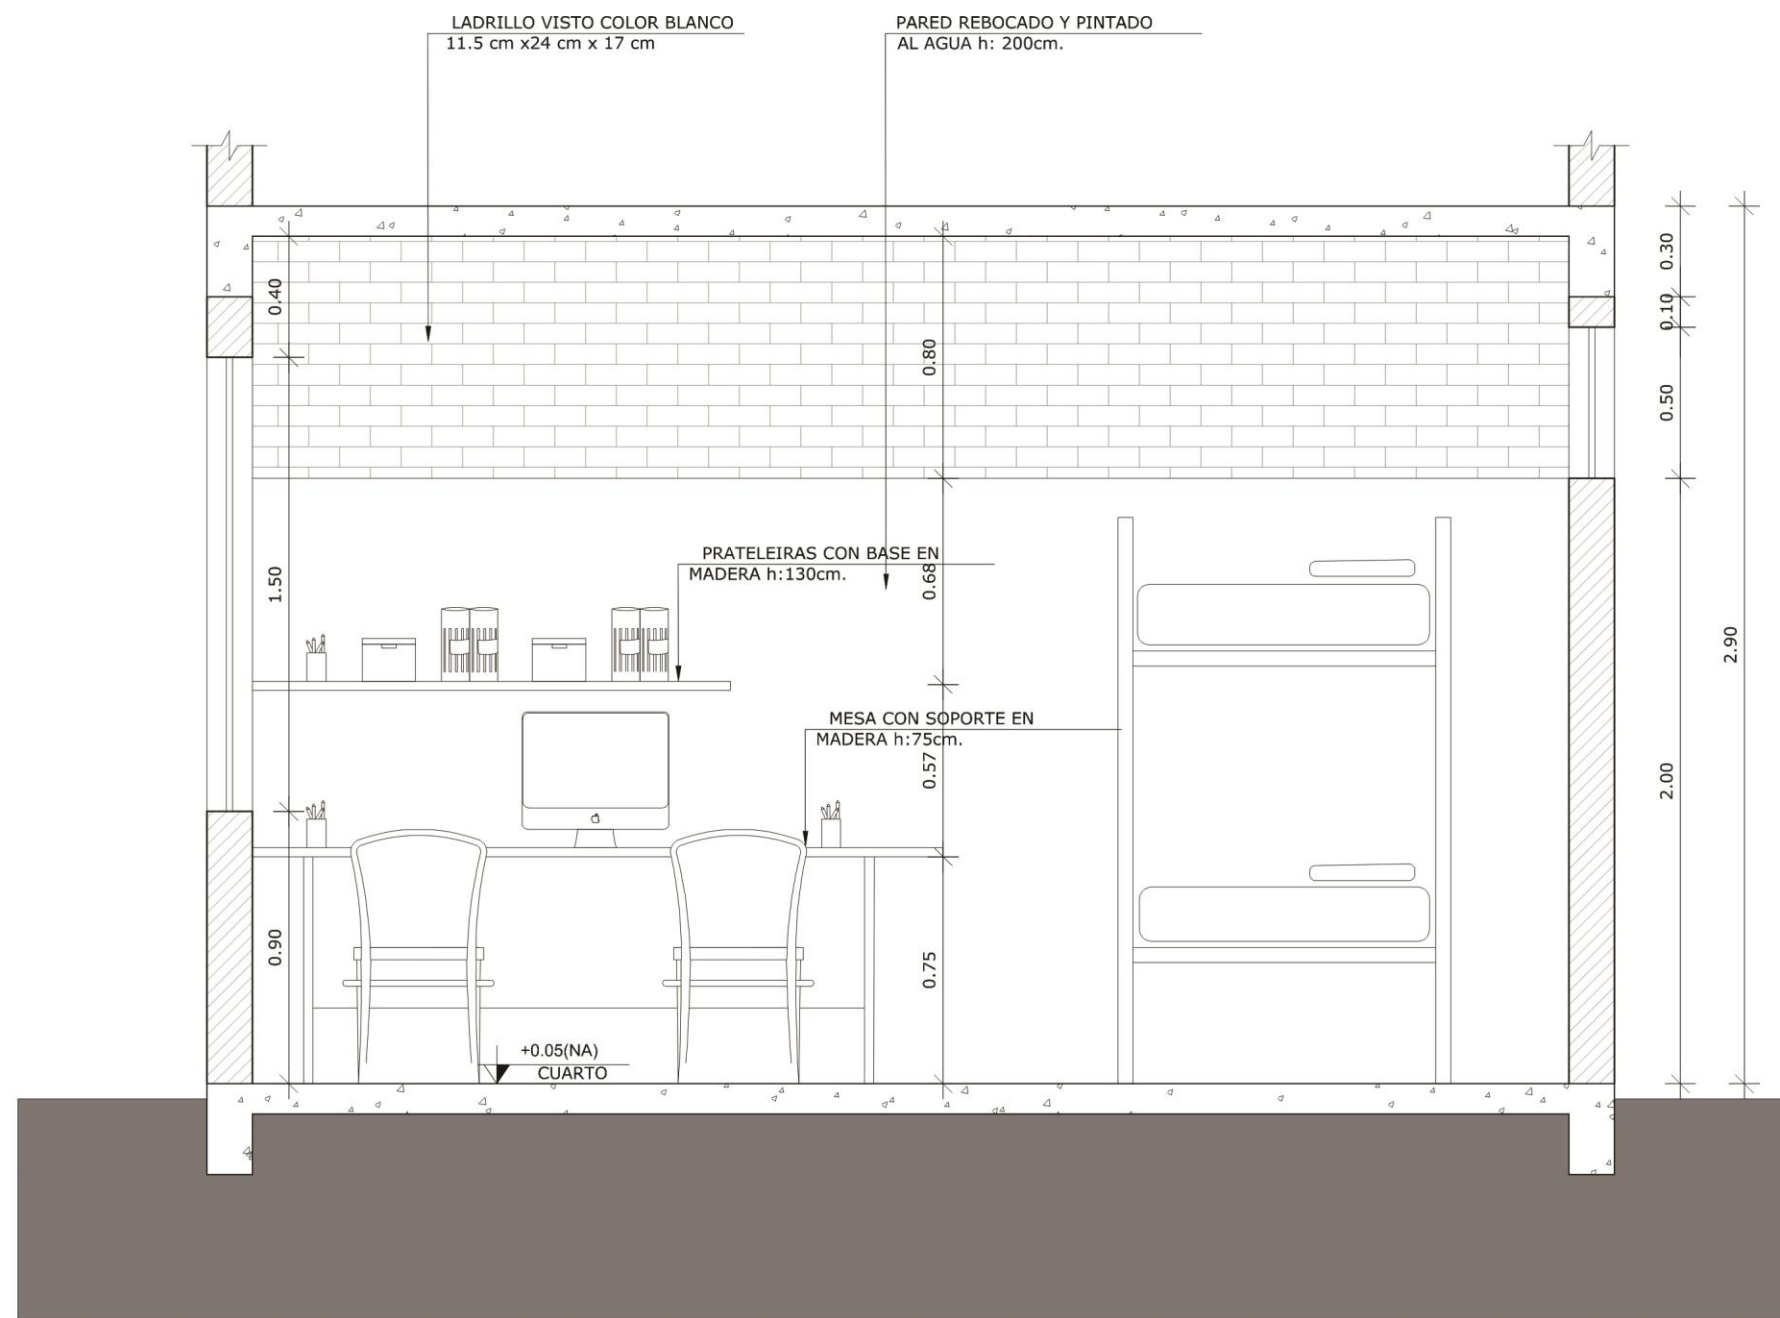 LADRILLO VISTO COLOR BLANCO
11.5 cm x24 cm x 17 cm
PARED REBOCADO Y PINTADO
AL AGUA h: 200cm.
0.30
0.40
0.10
0.80
0.50
PRATELEIRAS CON BASE EN
MADERA h:130cm.
0.68
1.50
2.90
MESA CON SOPORTE EN
MADERA h:75cm.
0.57
2.00
0.90
0.75
+0.05(NA)
CUARTO